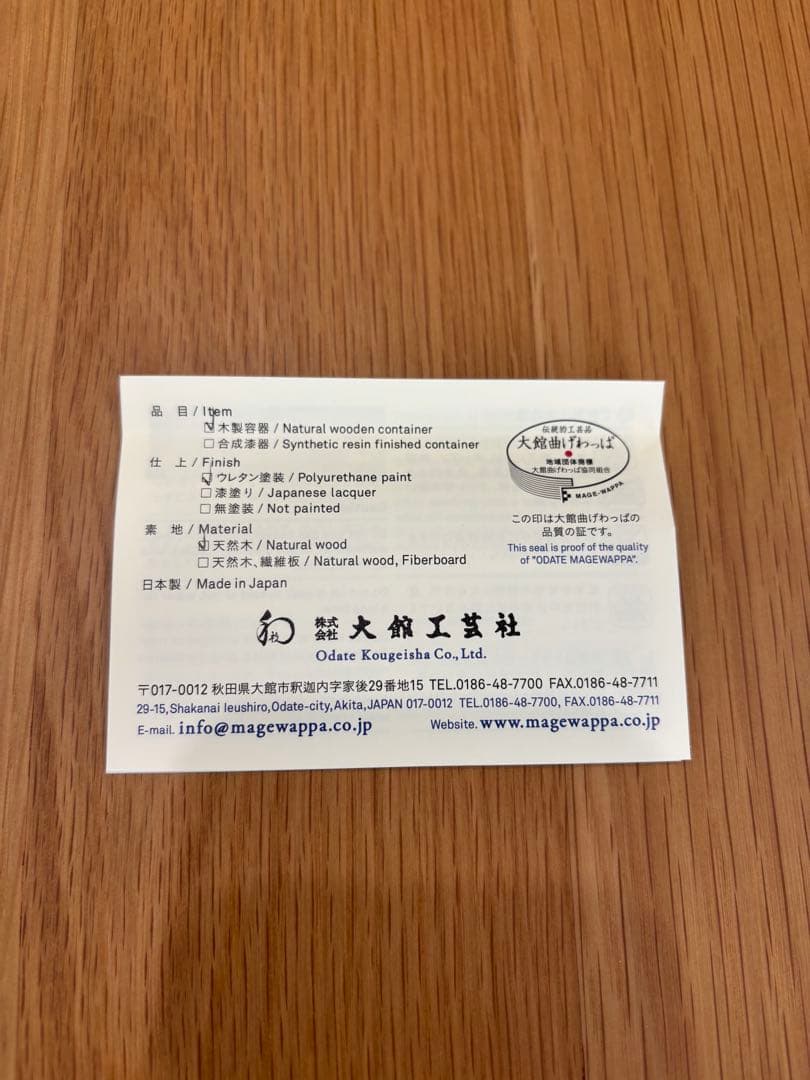 品 目 / Item
☑木製容器 / Natural wooden container
□合成漆器 / Synthetic resin finished container
仕 上 / Finish
☑ウレタン塗装 / Polyurethane paint
□漆塗り / Japanese lacquer
□無塗装 / Not painted
素 地 / Material
☑天然木 / Natural wood
□天然木、繊維板 / Natural wood, Fiberboard
日本製 / Made in Japan
伝統的工芸品
大館曲げわっぱ
地域団体商標
大館曲げわっぱ協同組合
MAGE-WAPPA
この印は大館曲げわっぱの
品質の証です。
This seal is proof of the quality
of "ODATE MAGEWAPPA".
株式会社 大館工芸社
Odate Kougeisha Co., Ltd.
〒017-0012 秋田県大館市釈迦内字家後29番地15 TEL.0186-48-7700 FAX.0186-48-7711
29-15,Shakanai Ieushiro,Odate-city,Akita,JAPAN 017-0012 TEL.0186-48-7700, FAX.0186-48-7711
E-mail. info@magewappa.co.jp Website. www.magewappa.co.jp